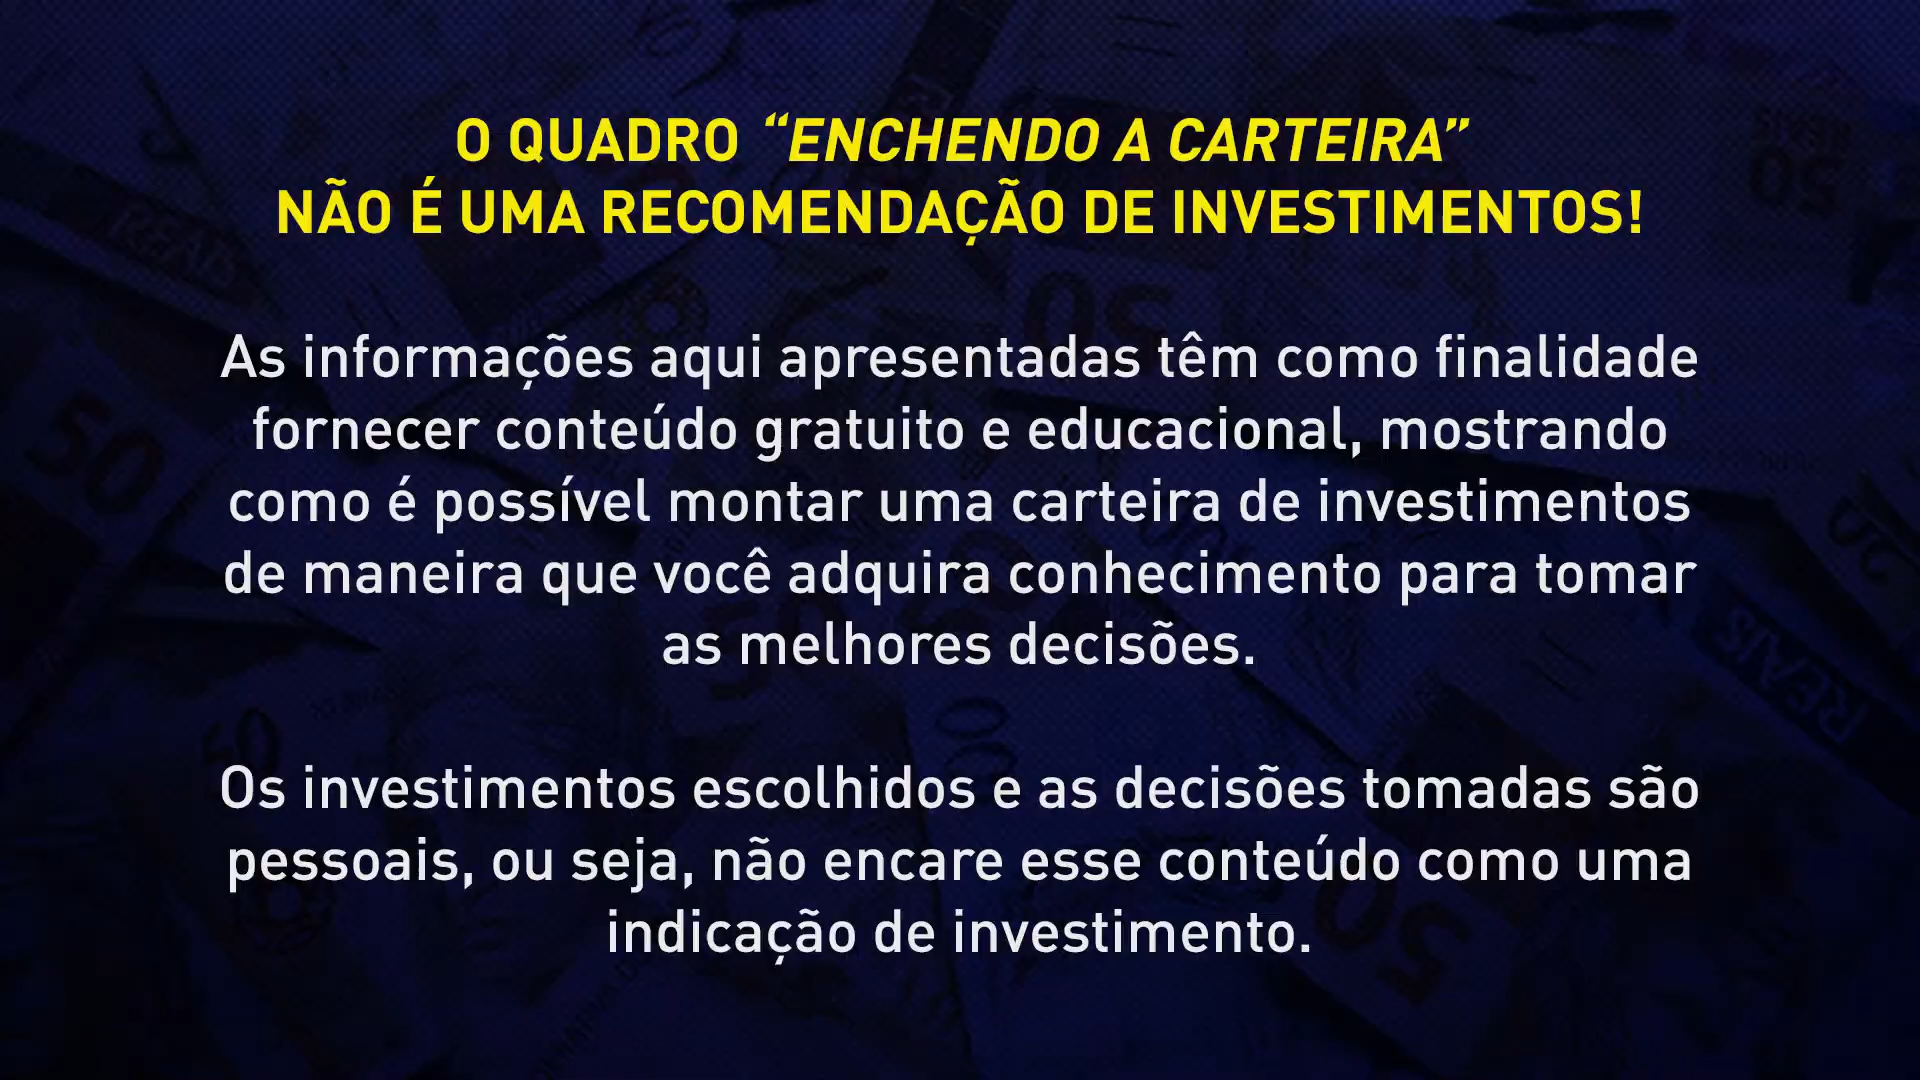 O QUADRO “ENCHENDO A CARTEIRA”
NÃO É UMA RECOMENDAÇÃO DE INVESTIMENTOS!
As informações aqui apresentadas têm como finalidade
fornecer conteúdo gratuito e educacional, mostrando
como é possível montar uma carteira de investimentos
de maneira que você adquira conhecimento para tomar
as melhores decisões.
Os investimentos escolhidos e as decisões tomadas são
pessoais, ou seja, não encare esse conteúdo como uma
indicação de investimento.